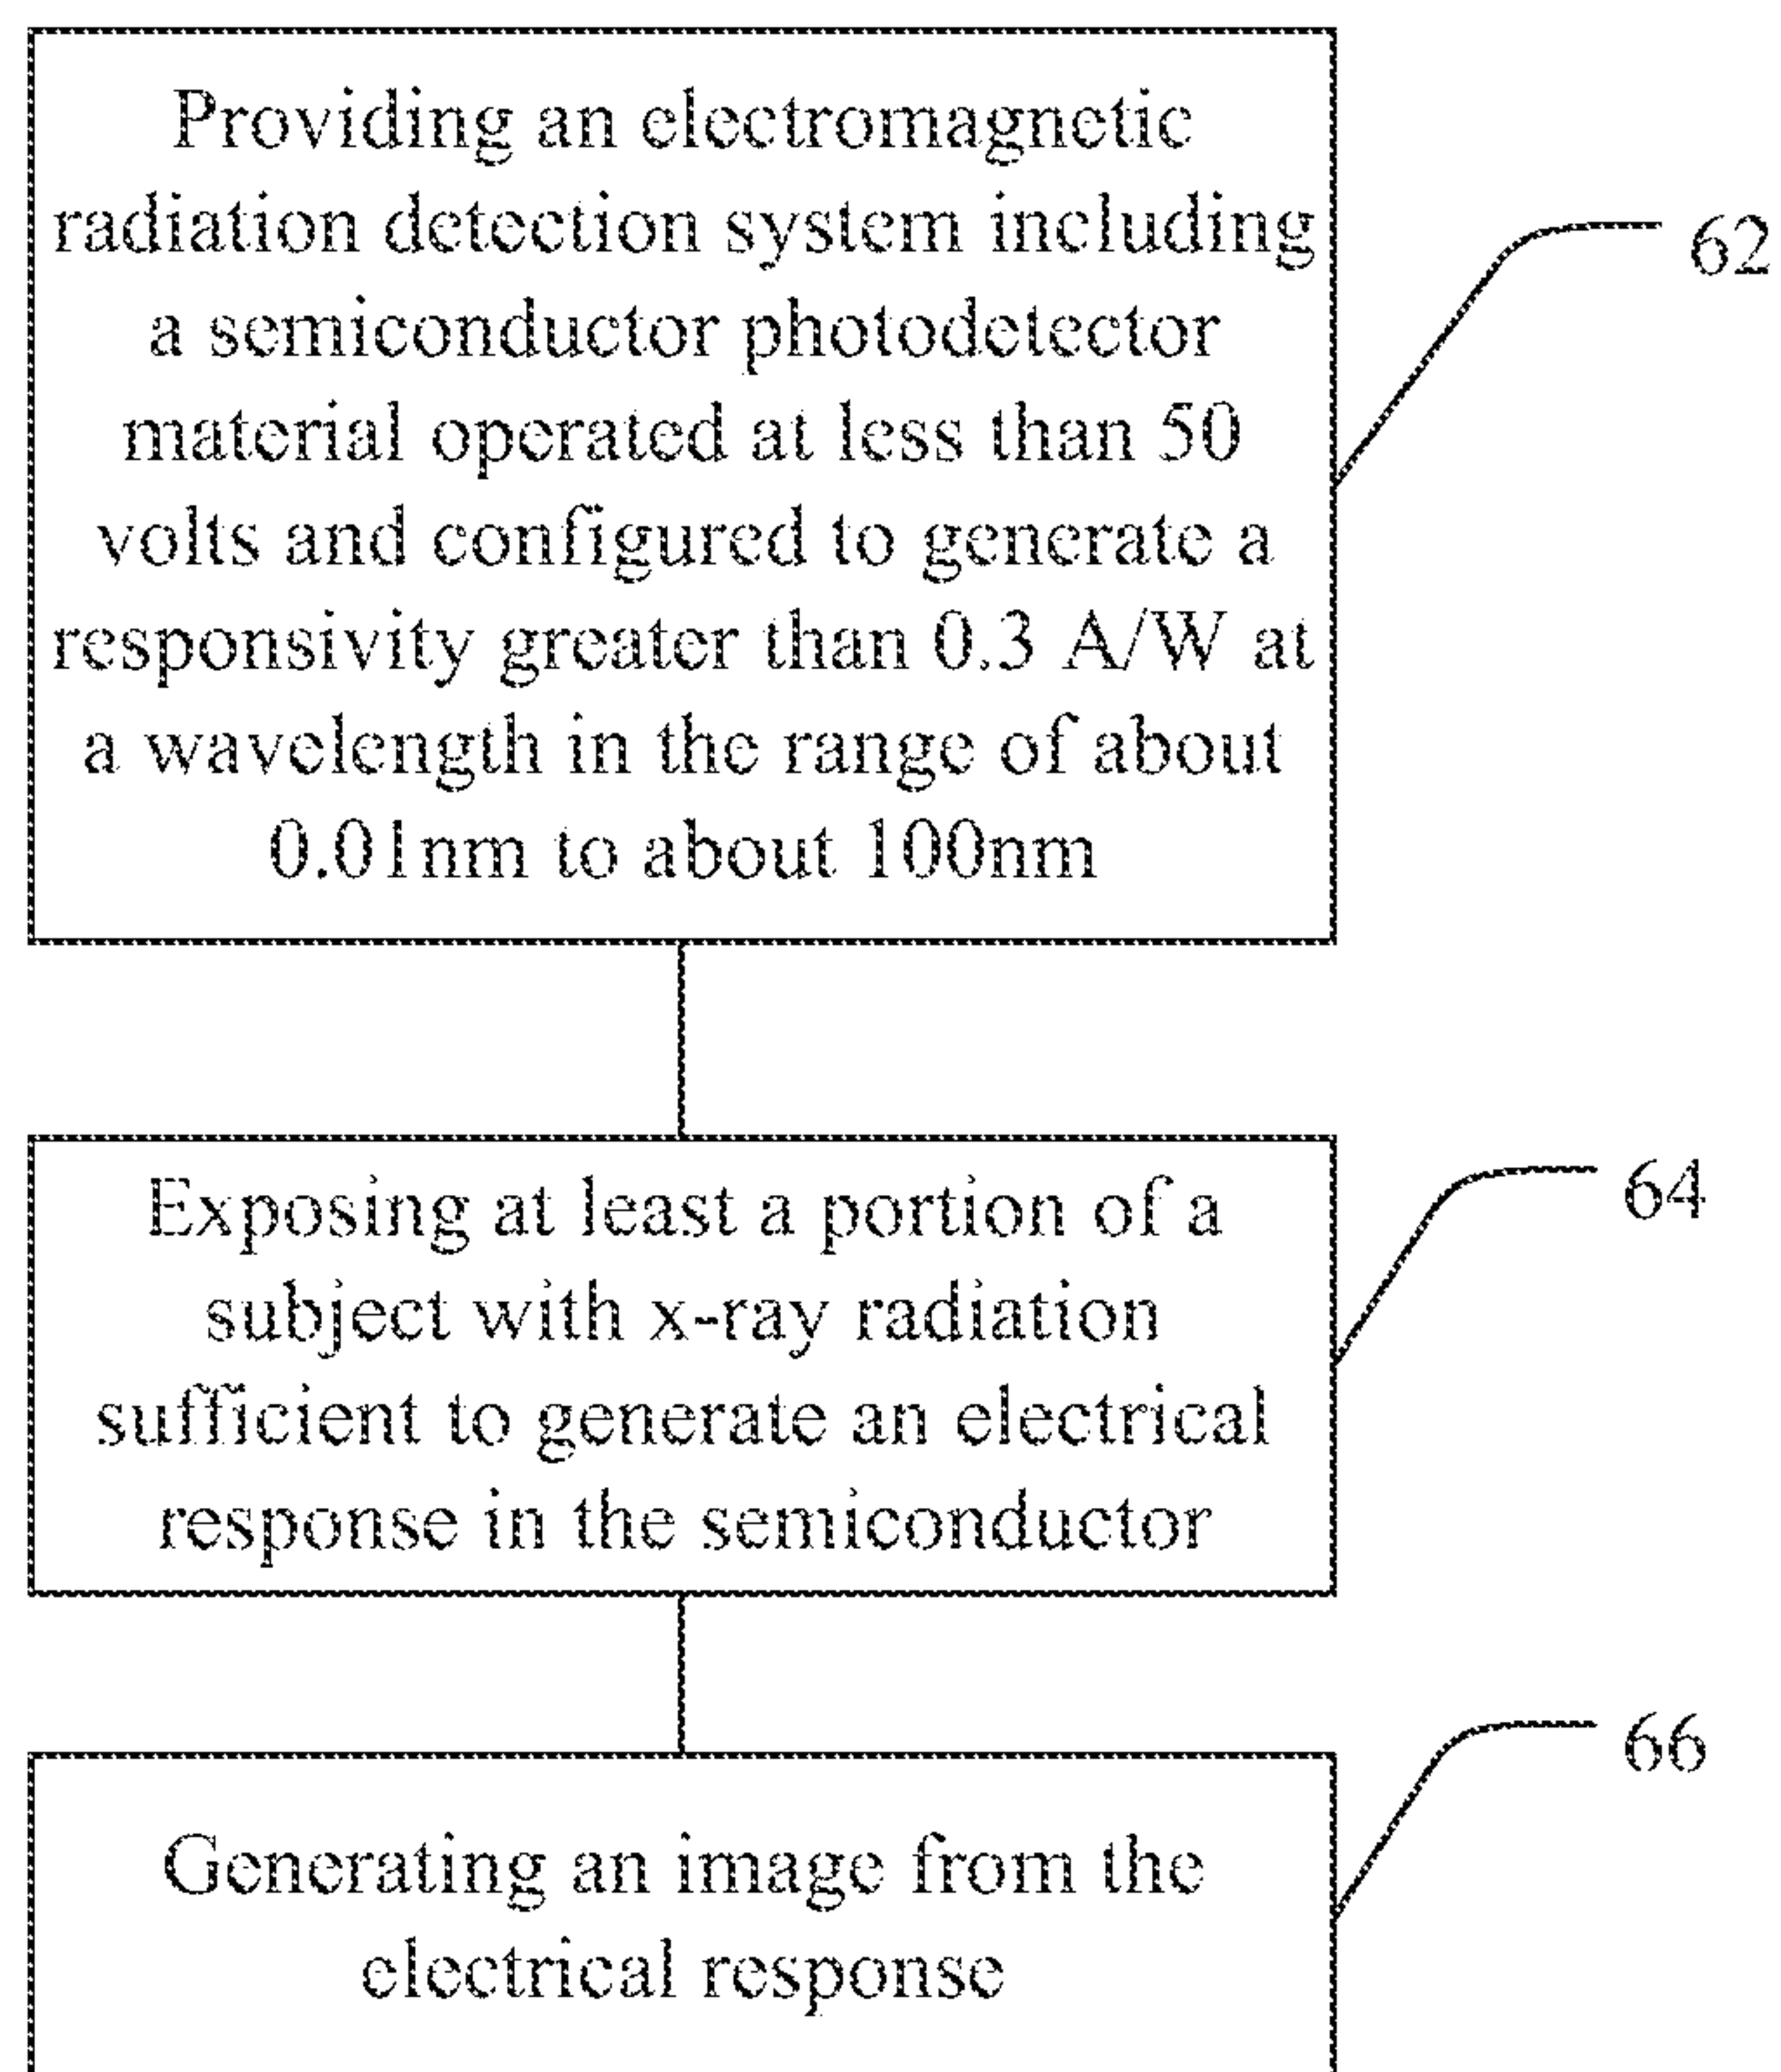 Providing an electromagnetic
radiation detection system including
a semiconductor photodetector
material operated at less than 50
volts and configured to generate a
responsivity greater than 0.3 A/W at
a wavelength in the range of about
0.01nm to about 100nm
62
Exposing at least a portion of a
subject with x-ray radiation
sufficient to generate an electrical
response in the semiconductor
64
Generating an image from the
electrical response
66